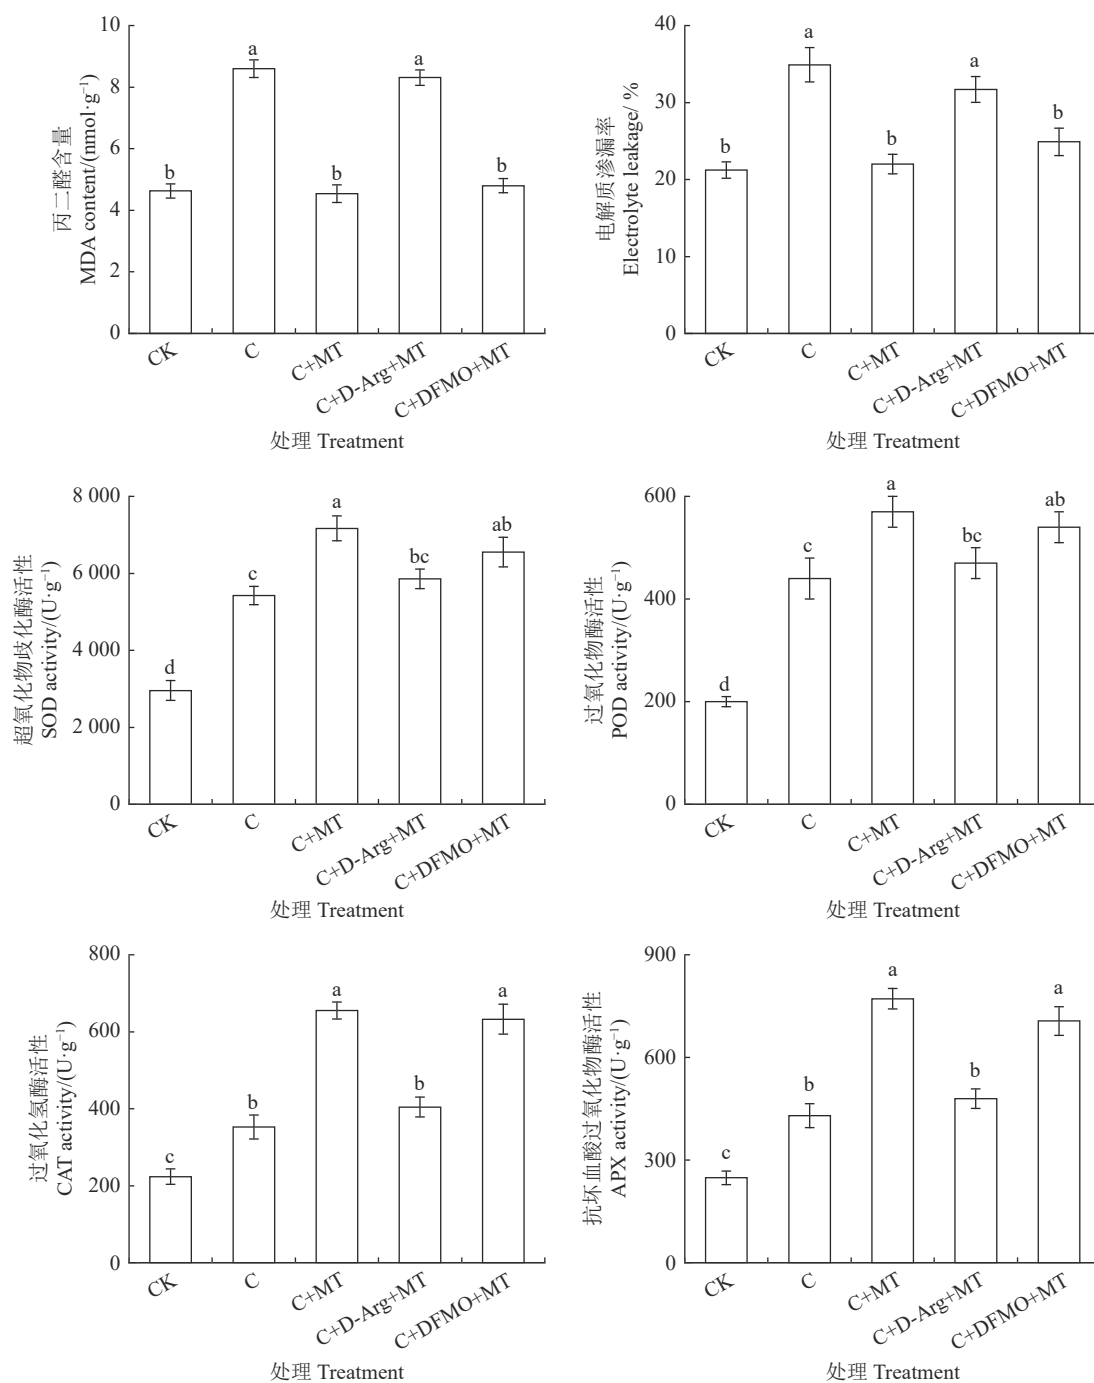 10
8
6
4
2
0
丙二醛含量
MDA content/(nmol·g⁻¹)
b
a
b
a
b
CK
C
C+MT
C+D-Arg+MT
C+DFMO+MT
处理 Treatment
40
30
20
10
0
电解质渗漏率
Electrolyte leakage/ %
b
a
b
a
b
CK
C
C+MT
C+D-Arg+MT
C+DFMO+MT
处理 Treatment
8 000
6 000
4 000
2 000
0
超氧化物歧化酶活性
SOD activity/(U·g⁻¹)
d
c
a
bc
ab
CK
C
C+MT
C+D-Arg+MT
C+DFMO+MT
处理 Treatment
600
400
200
0
过氧化物酶活性
POD activity/(U·g⁻¹)
d
c
a
bc
ab
CK
C
C+MT
C+D-Arg+MT
C+DFMO+MT
处理 Treatment
800
600
400
200
0
过氧化氢酶活性
CAT activity/(U·g⁻¹)
c
b
a
b
a
CK
C
C+MT
C+D-Arg+MT
C+DFMO+MT
处理 Treatment
900
600
300
0
抗坏血酸过氧化物酶活性
APX activity/(U·g⁻¹)
c
b
a
b
a
CK
C
C+MT
C+D-Arg+MT
C+DFMO+MT
处理 Treatment